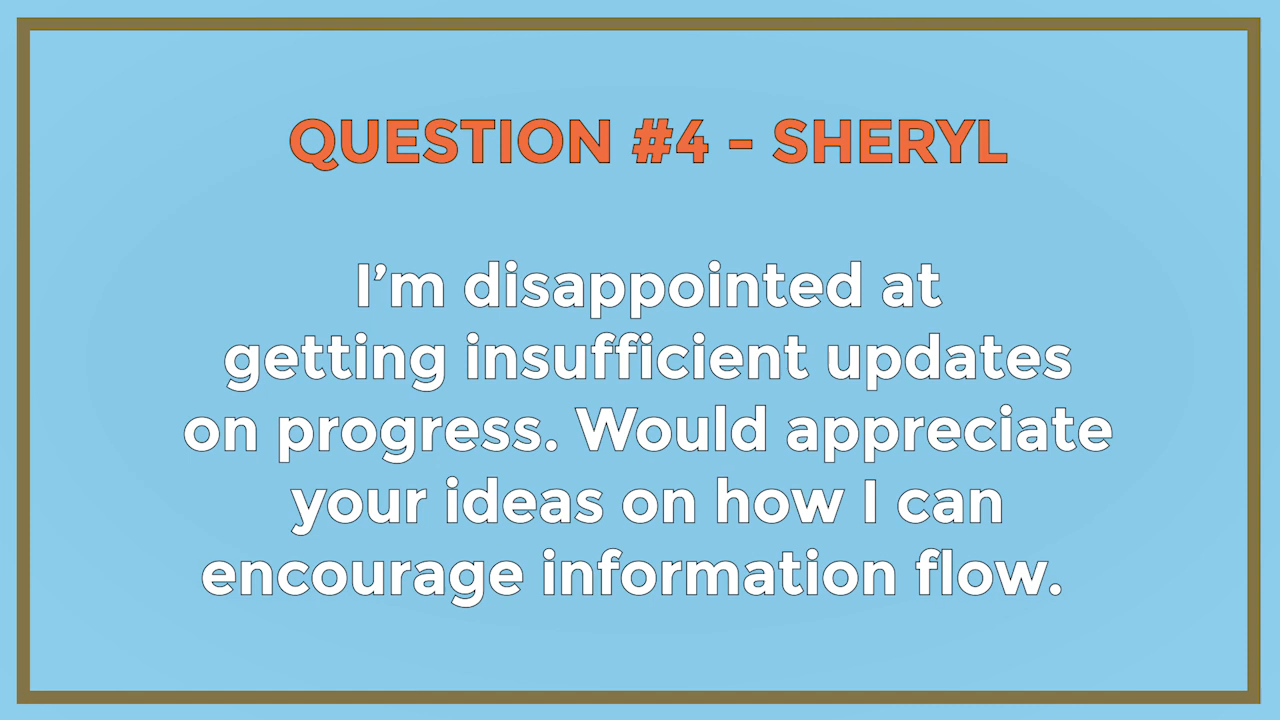 QUESTION #4 - SHERYL
I’m disappointed at
getting insufficient updates
on progress. Would appreciate
your ideas on how I can
encourage information flow.